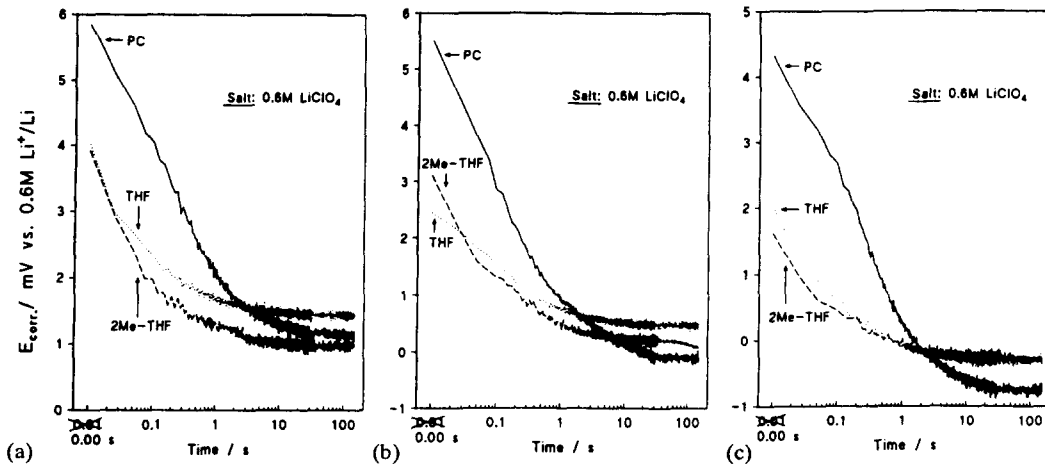 6
5
4
3
2
1
0
E corr. / mV vs. 0.6M Li⁺/Li
PC
Salt: 0.6M LiClO₄
THF
2Me-THF
0.00 s
0.1
1
10
100
Time / s
(a)
6
5
4
3
2
1
0
-1
PC
Salt: 0.6M LiClO₄
2Me-THF
THF
0.00 s
0.1
1
10
100
Time / s
(b)
5
4
3
2
1
0
-1
PC
Salt: 0.6M LiClO₄
THF
2Me-THF
0.00 s
0.1
1
10
100
Time / s
(c)